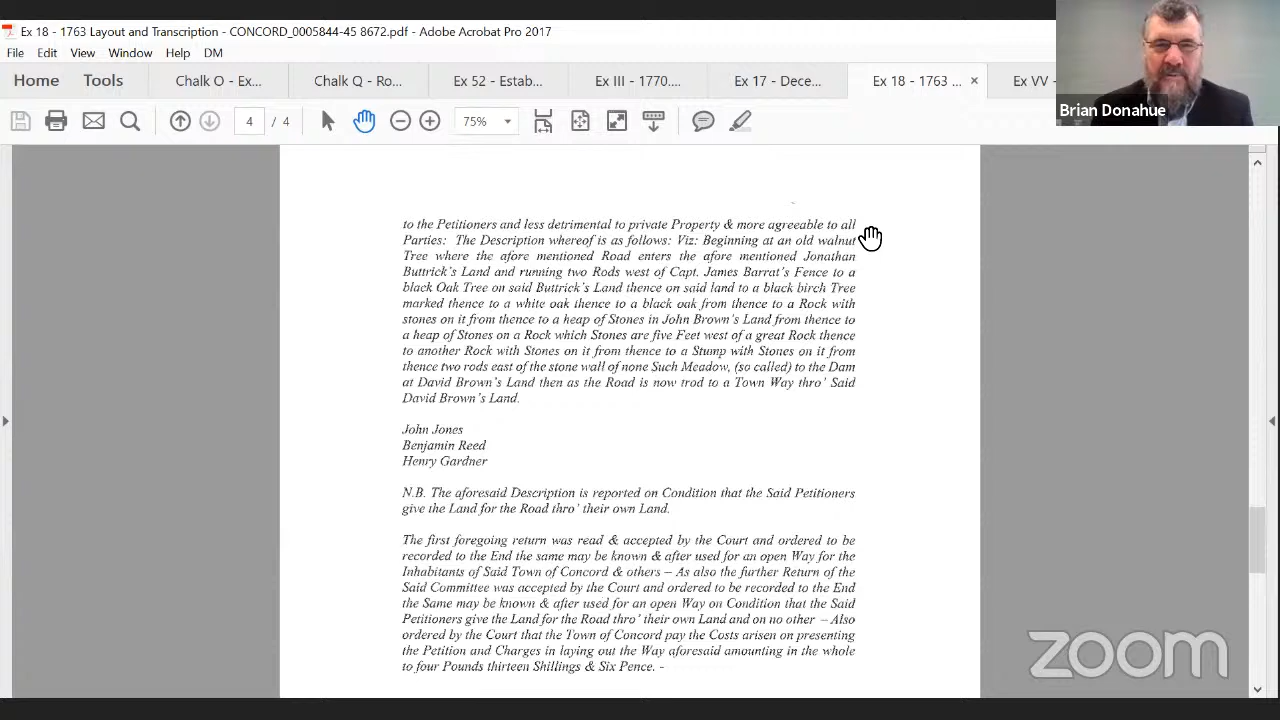 Ex 18 - 1763 Layout and Transcription - CONCORD_0005844-45 8672.pdf - Adobe Acrobat Pro 2017
File Edit View Window Help DM
Home Tools Chalk O - Ex... Chalk Q - Ro... Ex 52 - Estab... Ex III - 1770.... Ex 17 - Dece... Ex 18 - 1763 ... × Ex VV -
4 / 4 75%
Brian Donahue
to the Petitioners and less detrimental to private Property & more agreeable to all
Parties: The Description whereof is as follows: Viz: Beginning at an old walnut
Tree where the afore mentioned Road enters the afore mentioned Jonathan
Buttrick's Land and running two Rods west of Capt. James Barrat's Fence to a
black Oak Tree on said Buttrick's Land thence on said land to a black birch Tree
marked thence to a white oak thence to a black oak from thence to a Rock with
stones on it from thence to a heap of Stones in John Brown's Land from thence to
a heap of Stones on a Rock which Stones are five Feet west of a great Rock thence
to another Rock with Stones on it from thence to a Stump with Stones on it from
thence two rods east of the stone wall of none Such Meadow, (so called) to the Dam
at David Brown's Land then as the Road is now trod to a Town Way thro' Said
David Brown's Land.
John Jones
Benjamin Reed
Henry Gardner
N.B. The aforesaid Description is reported on Condition that the Said Petitioners
give the Land for the Road thro' their own Land.
The first foregoing return was read & accepted by the Court and ordered to be
recorded to the End the same may be known & after used for an open Way for the
Inhabitants of Said Town of Concord & others – As also the further Return of the
Said Committee was accepted by the Court and ordered to be recorded to the End
the Same may be known & after used for an open Way on Condition that the Said
Petitioners give the Land for the Road thro' their own Land and on no other – Also
ordered by the Court that the Town of Concord pay the Costs arisen on presenting
the Petition and Charges in laying out the Way aforesaid amounting in the whole
to four Pounds thirteen Shillings & Six Pence. -
zoom